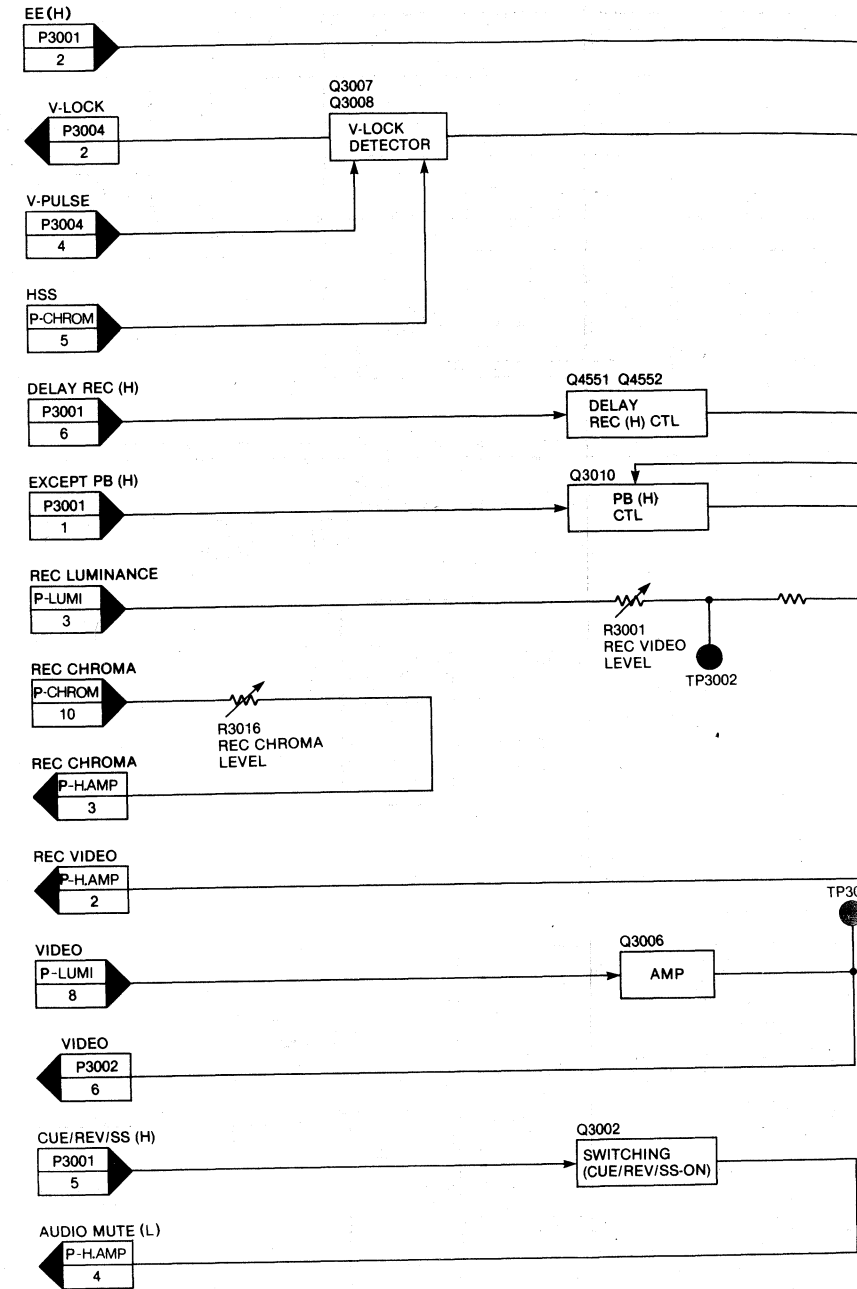 EE (H)
P3001
2
V-LOCK
P3004
2
Q3007
Q3008
V-LOCK
DETECTOR
V-PULSE
P3004
4
HSS
P-CHROM
5
DELAY REC (H)
P3001
6
Q4551 Q4552
DELAY
REC (H) CTL
EXCEPT PB (H)
P3001
1
Q3010
PB (H)
CTL
REC LUMINANCE
P-LUMI
3
R3001
REC VIDEO
LEVEL
TP3002
REC CHROMA
P-CHROM
10
R3016
REC CHROMA
LEVEL
REC CHROMA
P-H.AMP
3
REC VIDEO
P-H.AMP
2
VIDEO
P-LUMI
8
Q3006
AMP
VIDEO
P3002
6
CUE/REV/SS (H)
P3001
5
Q3002
SWITCHING
(CUE/REV/SS-ON)
AUDIO MUTE (L)
P-H.AMP
4